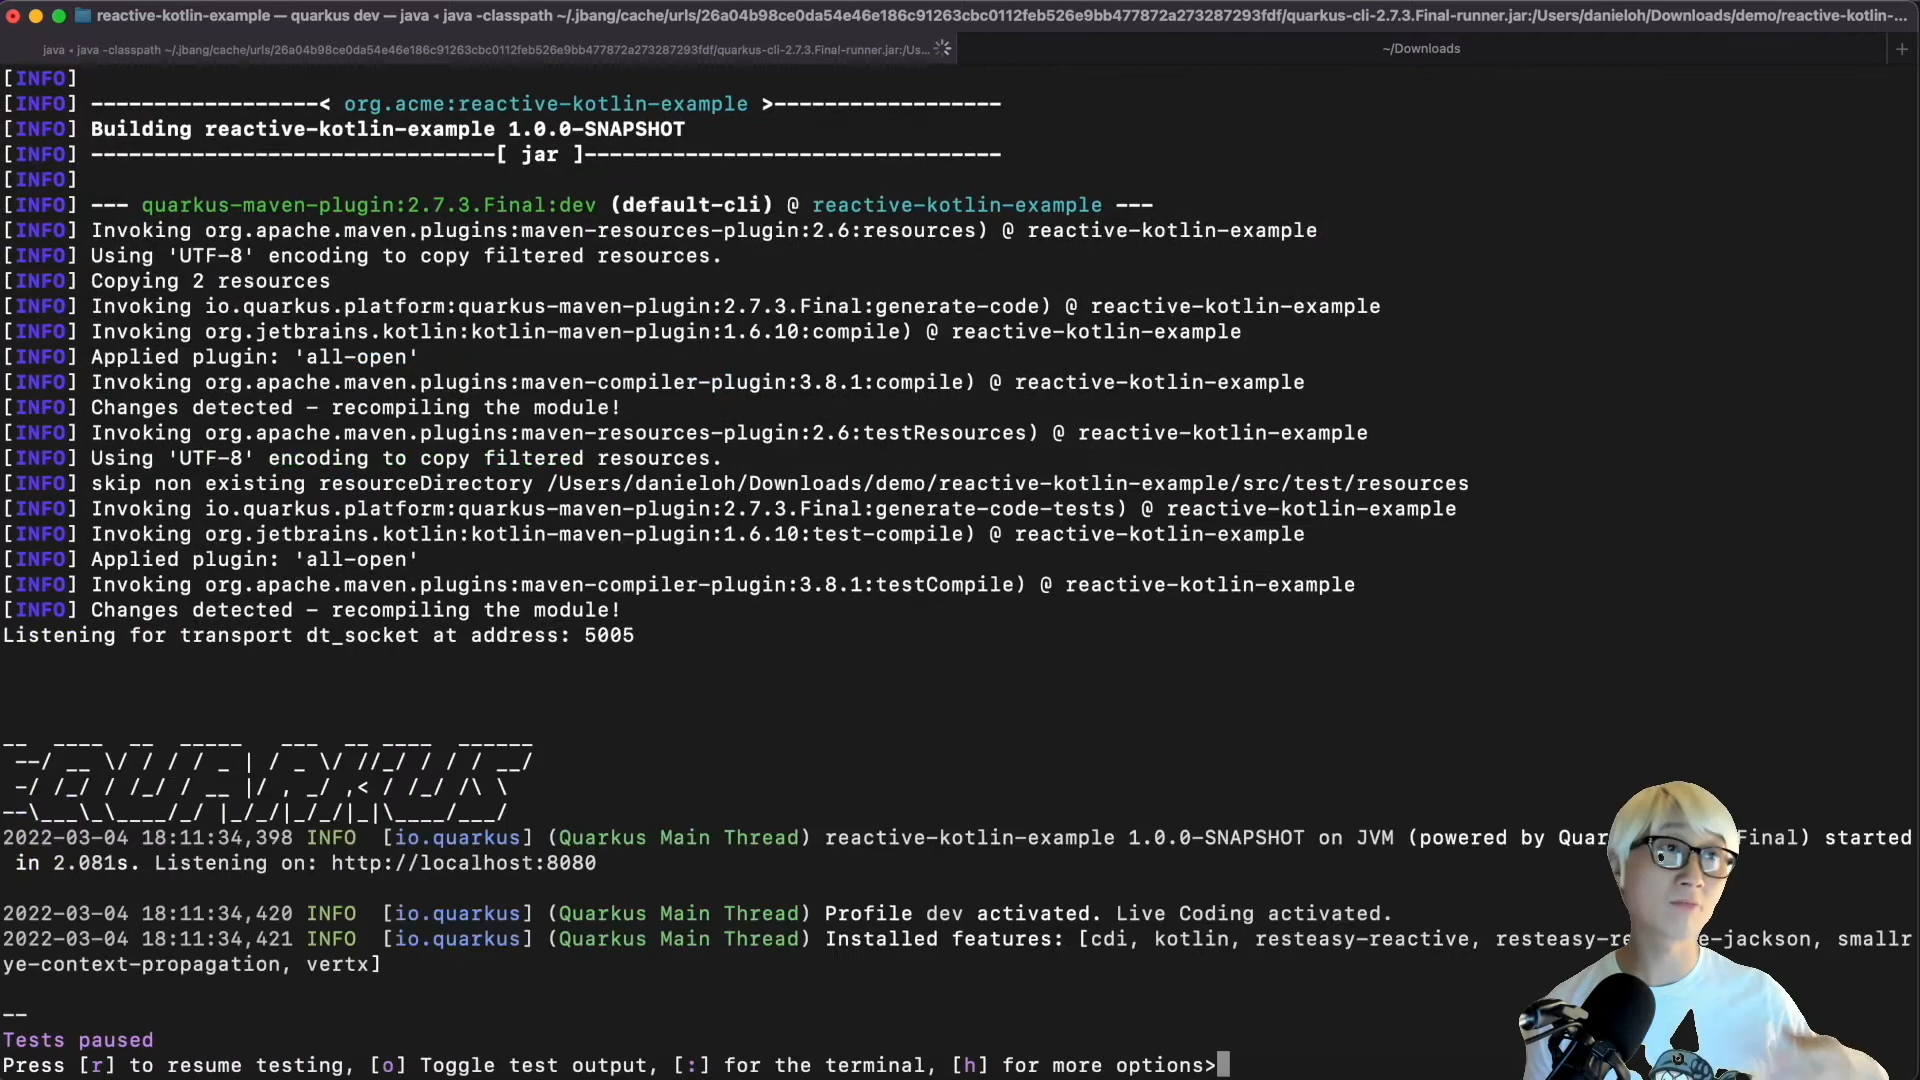 reactive-kotlin-example — quarkus dev — java ◂ java -classpath ~/.jbang/cache/urls/26a04b98ce0da54e46e186c91263cbc0112feb526e9bb477872a273287293fdf/quarkus-cli-2.7.3.Final-runner.jar:/Users/danieloh/Downloads/demo/reactive-kotlin-...
java ◂ java -classpath ~/.jbang/cache/urls/26a04b98ce0da54e46e186c91263cbc0112feb526e9bb477872a273287293fdf/quarkus-cli-2.7.3.Final-runner.jar:/Us... ~/Downloads +
[INFO]
[INFO] ------------------< org.acme:reactive-kotlin-example >------------------
[INFO] Building reactive-kotlin-example 1.0.0-SNAPSHOT
[INFO] --------------------------------[ jar ]---------------------------------
[INFO]
[INFO] --- quarkus-maven-plugin:2.7.3.Final:dev (default-cli) @ reactive-kotlin-example ---
[INFO] Invoking org.apache.maven.plugins:maven-resources-plugin:2.6:resources) @ reactive-kotlin-example
[INFO] Using 'UTF-8' encoding to copy filtered resources.
[INFO] Copying 2 resources
[INFO] Invoking io.quarkus.platform:quarkus-maven-plugin:2.7.3.Final:generate-code) @ reactive-kotlin-example
[INFO] Invoking org.jetbrains.kotlin:kotlin-maven-plugin:1.6.10:compile) @ reactive-kotlin-example
[INFO] Applied plugin: 'all-open'
[INFO] Invoking org.apache.maven.plugins:maven-compiler-plugin:3.8.1:compile) @ reactive-kotlin-example
[INFO] Changes detected - recompiling the module!
[INFO] Invoking org.apache.maven.plugins:maven-resources-plugin:2.6:testResources) @ reactive-kotlin-example
[INFO] Using 'UTF-8' encoding to copy filtered resources.
[INFO] skip non existing resourceDirectory /Users/danieloh/Downloads/demo/reactive-kotlin-example/src/test/resources
[INFO] Invoking io.quarkus.platform:quarkus-maven-plugin:2.7.3.Final:generate-code-tests) @ reactive-kotlin-example
[INFO] Invoking org.jetbrains.kotlin:kotlin-maven-plugin:1.6.10:test-compile) @ reactive-kotlin-example
[INFO] Applied plugin: 'all-open'
[INFO] Invoking org.apache.maven.plugins:maven-compiler-plugin:3.8.1:testCompile) @ reactive-kotlin-example
[INFO] Changes detected - recompiling the module!
Listening for transport dt_socket at address: 5005
__  ____  __  _____   ___  __ ____  ______
 --/ __ \/ / / / _ | / _ \/ //_/ / / / __/
 -/ /_/ / /_/ / __ |/ , _/ ,< / /_/ /\ \
--\___\_\____/_/ |_/_/|_/_/|_|\____/___/
2022-03-04 18:11:34,398 INFO  [io.quarkus] (Quarkus Main Thread) reactive-kotlin-example 1.0.0-SNAPSHOT on JVM (powered by Quar Final) started
in 2.081s. Listening on: http://localhost:8080
2022-03-04 18:11:34,420 INFO  [io.quarkus] (Quarkus Main Thread) Profile dev activated. Live Coding activated.
2022-03-04 18:11:34,421 INFO  [io.quarkus] (Quarkus Main Thread) Installed features: [cdi, kotlin, resteasy-reactive, resteasy-re e-jackson, smallr
ye-context-propagation, vertx]
--
Tests paused
Press [r] to resume testing, [o] Toggle test output, [:] for the terminal, [h] for more options>